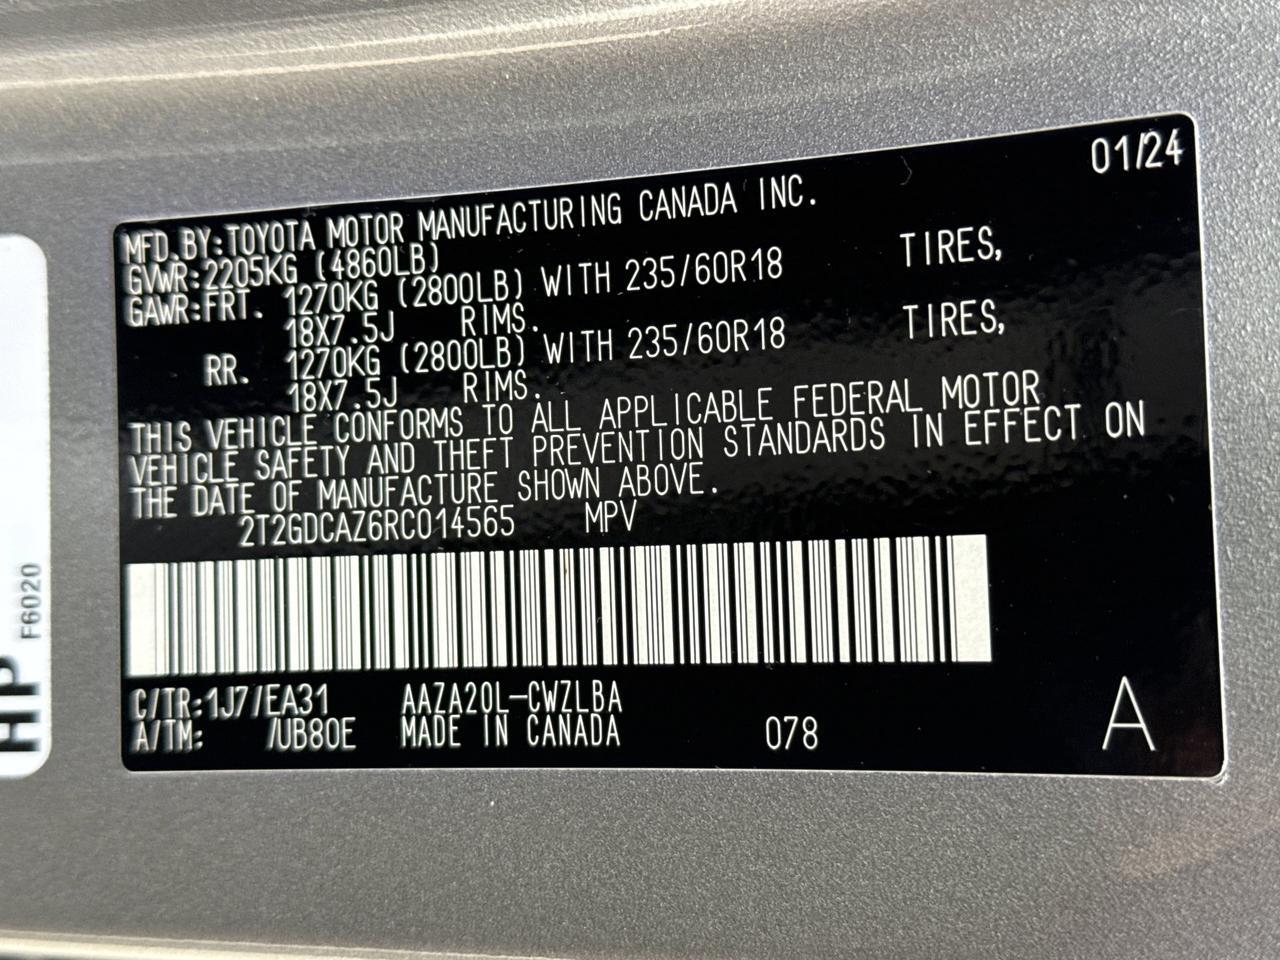 01/24
MFD.BY:TOYOTA MOTOR MANUFACTURING CANADA INC.
GVWR:2205KG (4860LB)
GAWR:FRT. 1270KG (2800LB) WITH 235/60R18 TIRES,
18X7.5J RIMS.
RR. 1270KG (2800LB) WITH 235/60R18 TIRES,
18X7.5J RIMS.
THIS VEHICLE CONFORMS TO ALL APPLICABLE FEDERAL MOTOR
VEHICLE SAFETY AND THEFT PREVENTION STANDARDS IN EFFECT ON
THE DATE OF MANUFACTURE SHOWN ABOVE.
2T2GDCAZ6RC014565 MPV
C/TR:1J7/EA31 AAZA20L-CWZLBA
A/TM: /UB80E MADE IN CANADA 078 A
HP
F6020